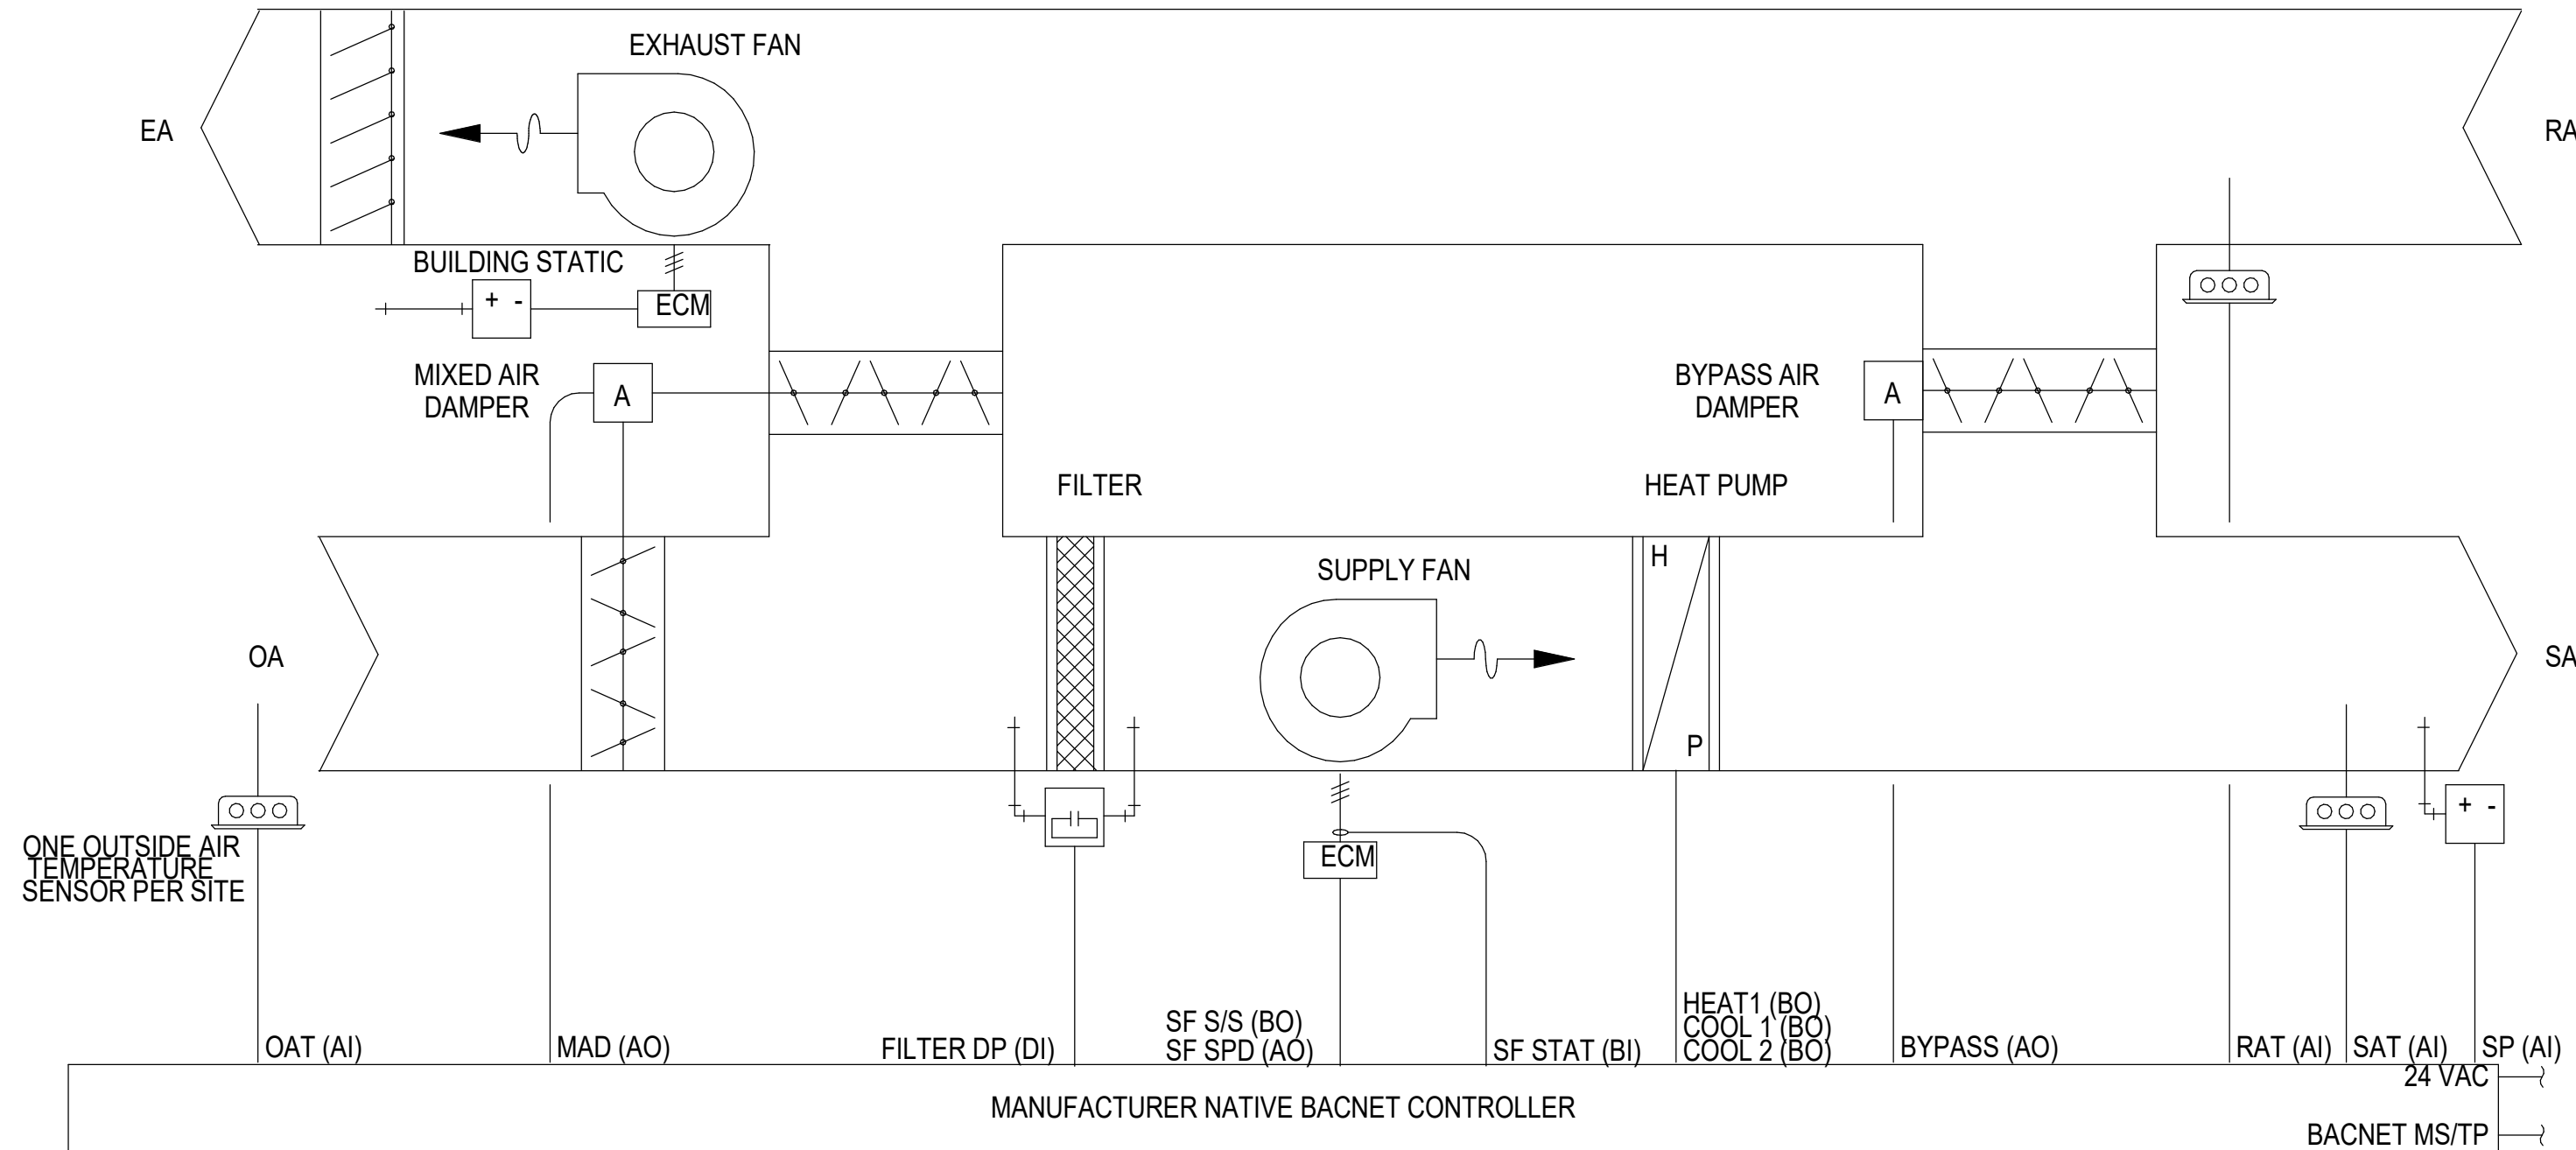 EXHAUST FAN
EA
RA
BUILDING STATIC
+ -
ECM
MIXED AIR
DAMPER
A
BYPASS AIR
DAMPER
A
FILTER
HEAT PUMP
H
SUPPLY FAN
OA
SA
P
+ -
ONE OUTSIDE AIR
TEMPERATURE
SENSOR PER SITE
ECM
OAT (AI)
MAD (AO)
FILTER DP (DI)
SF S/S (BO)
SF SPD (AO)
SF STAT (BI)
HEAT1 (BO)
COOL 1 (BO)
COOL 2 (BO)
BYPASS (AO)
RAT (AI)
SAT (AI)
SP (AI)
24 VAC
MANUFACTURER NATIVE BACNET CONTROLLER
BACNET MS/TP